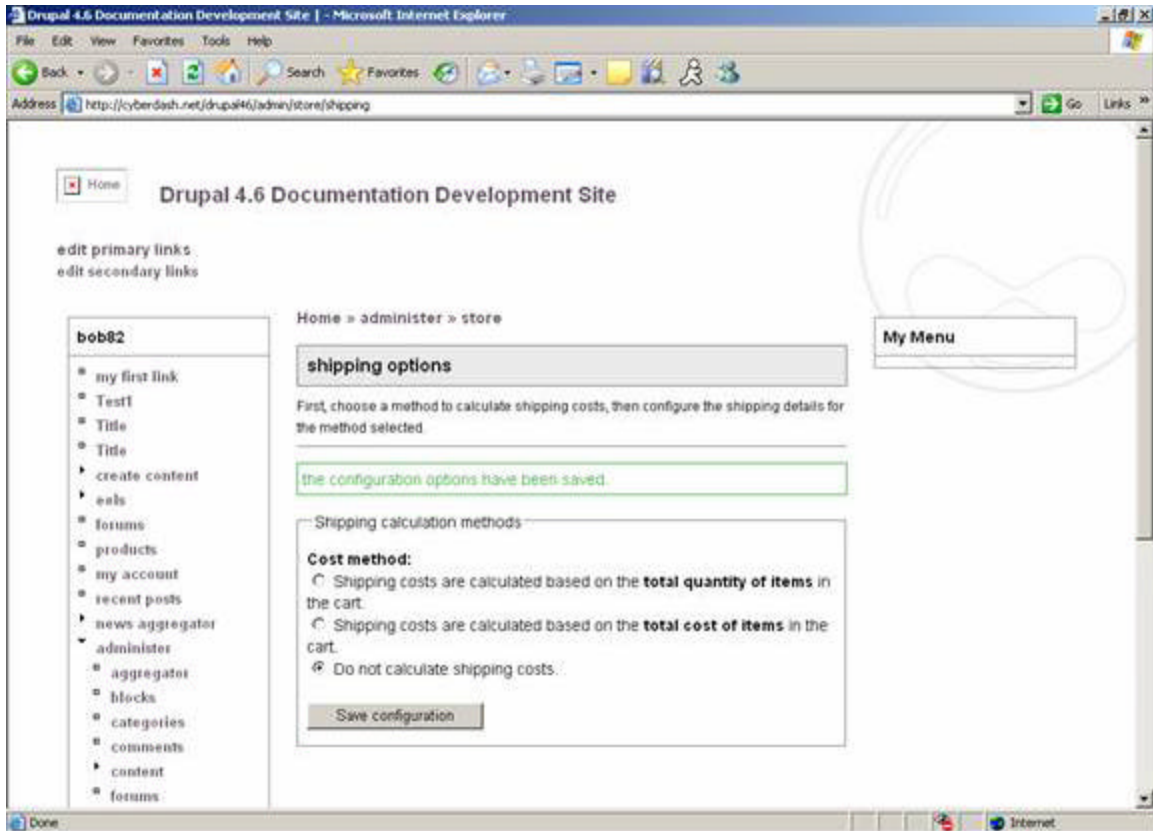 Drupal 4.6 Documentation Development Site | - Microsoft Internet Explorer
File Edit View Favorites Tools Help
Back Search Favorites
Address http://cyberdash.net/drupal46/admin/store/shipping Go Links »
Home
Drupal 4.6 Documentation Development Site
edit primary links
edit secondary links
bob82
my first link
Test1
Title
Title
create content
eels
forums
products
my account
recent posts
news aggregator
administer
aggregator
blocks
categories
comments
content
forums
Home » administer » store
shipping options
First, choose a method to calculate shipping costs, then configure the shipping details for
the method selected.
the configuration options have been saved.
Shipping calculation methods
Cost method:
Shipping costs are calculated based on the total quantity of items in
the cart.
Shipping costs are calculated based on the total cost of items in the
cart.
Do not calculate shipping costs.
Save configuration
My Menu
Done
Internet